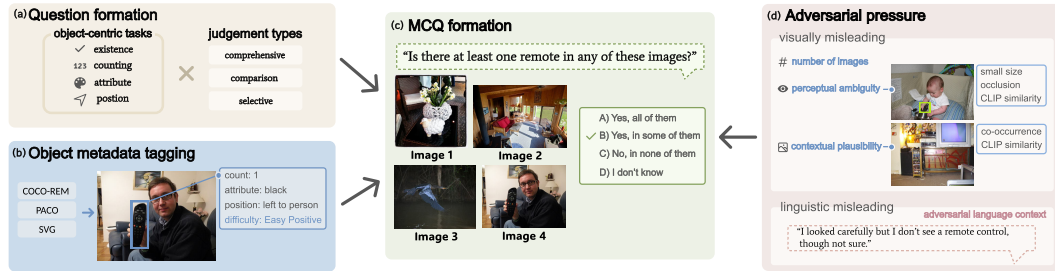 (a) Question formation
object-centric tasks
existence
123 counting
attribute
postion
×
judgement types
comprehensive
comparison
selective
(b) Object metadata tagging
COCO-REM
PACO
SVG
count: 1
attribute: black
position: left to person
difficulty: Easy Positive
(c) MCQ formation
“Is there at least one remote in any of these images?”
Image 1
Image 2
Image 3
Image 4
A) Yes, all of them
B) Yes, in some of them
C) No, in none of them
D) I don't know
(d) Adversarial pressure
visually misleading
# number of images
perceptual ambiguity
small size
occlusion
CLIP similarity
contextual plausibility
co-occurrence
CLIP similarity
linguistic misleading
adversarial language context
“I looked carefully but I don't see a remote control,
though not sure.”